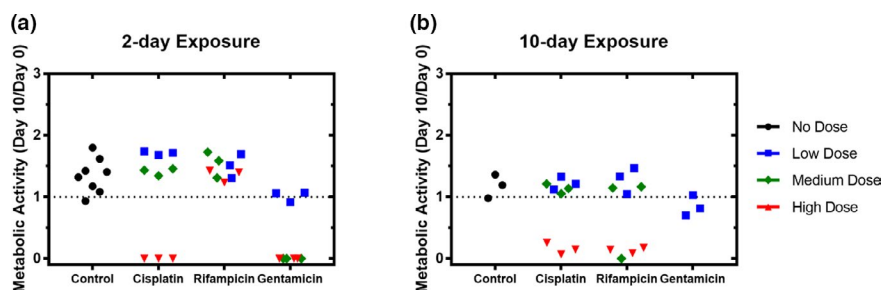 (a)
2-day Exposure
Metabolic Activity (Day 10/Day 0)
3
2
1
0
Control Cisplatin Rifampicin Gentamicin
(b)
10-day Exposure
Metabolic Activity (Day 10/Day 0)
3
2
1
0
Control Cisplatin Rifampicin Gentamicin
No Dose
Low Dose
Medium Dose
High Dose